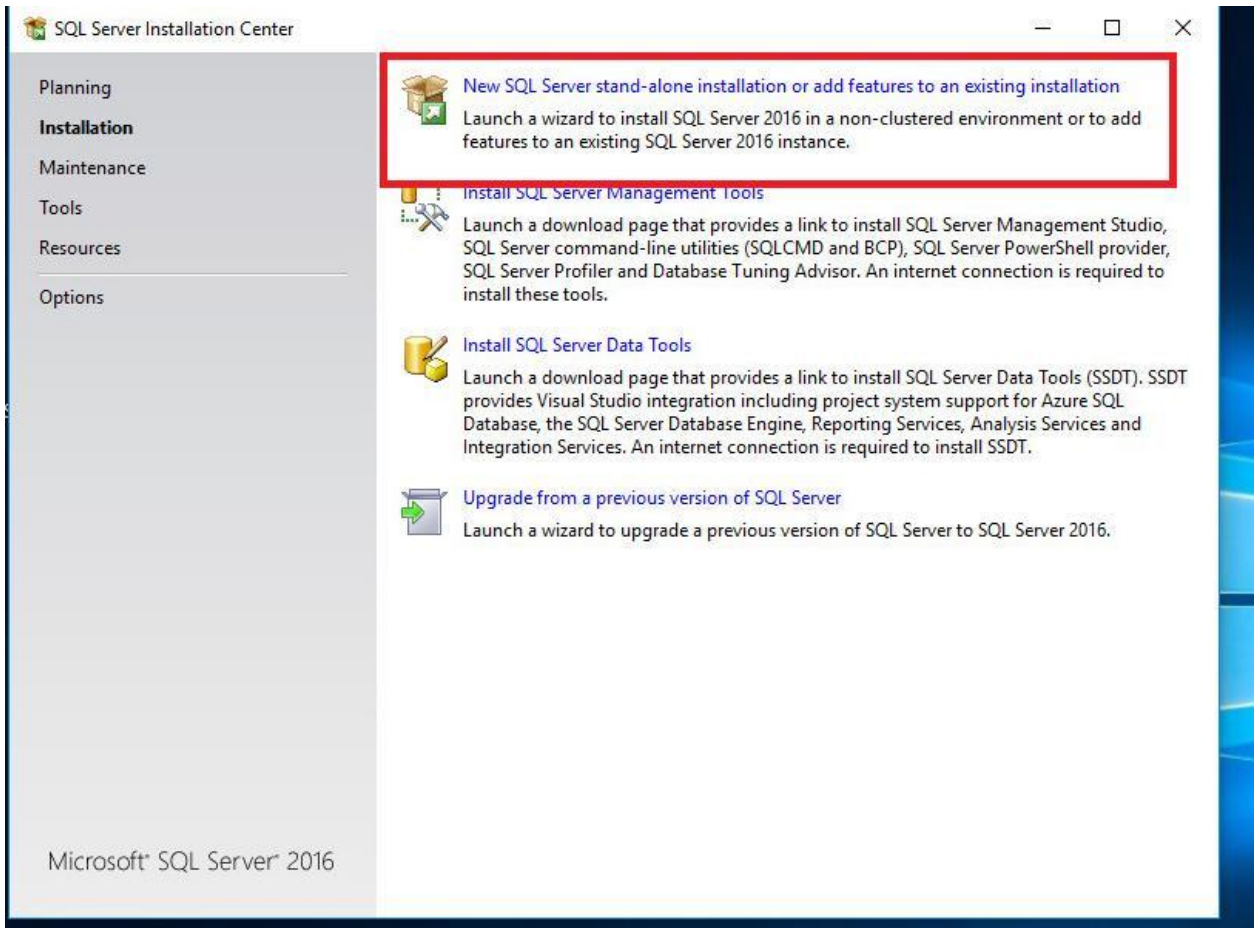 SQL Server Installation Center
Planning
Installation
Maintenance
Tools
Resources
Options
New SQL Server stand-alone installation or add features to an existing installation
Launch a wizard to install SQL Server 2016 in a non-clustered environment or to add
features to an existing SQL Server 2016 instance.
Install SQL Server Management Tools
Launch a download page that provides a link to install SQL Server Management Studio,
SQL Server command-line utilities (SQLCMD and BCP), SQL Server PowerShell provider,
SQL Server Profiler and Database Tuning Advisor. An internet connection is required to
install these tools.
Install SQL Server Data Tools
Launch a download page that provides a link to install SQL Server Data Tools (SSDT). SSDT
provides Visual Studio integration including project system support for Azure SQL
Database, the SQL Server Database Engine, Reporting Services, Analysis Services and
Integration Services. An internet connection is required to install SSDT.
Upgrade from a previous version of SQL Server
Launch a wizard to upgrade a previous version of SQL Server to SQL Server 2016.
Microsoft® SQL Server® 2016